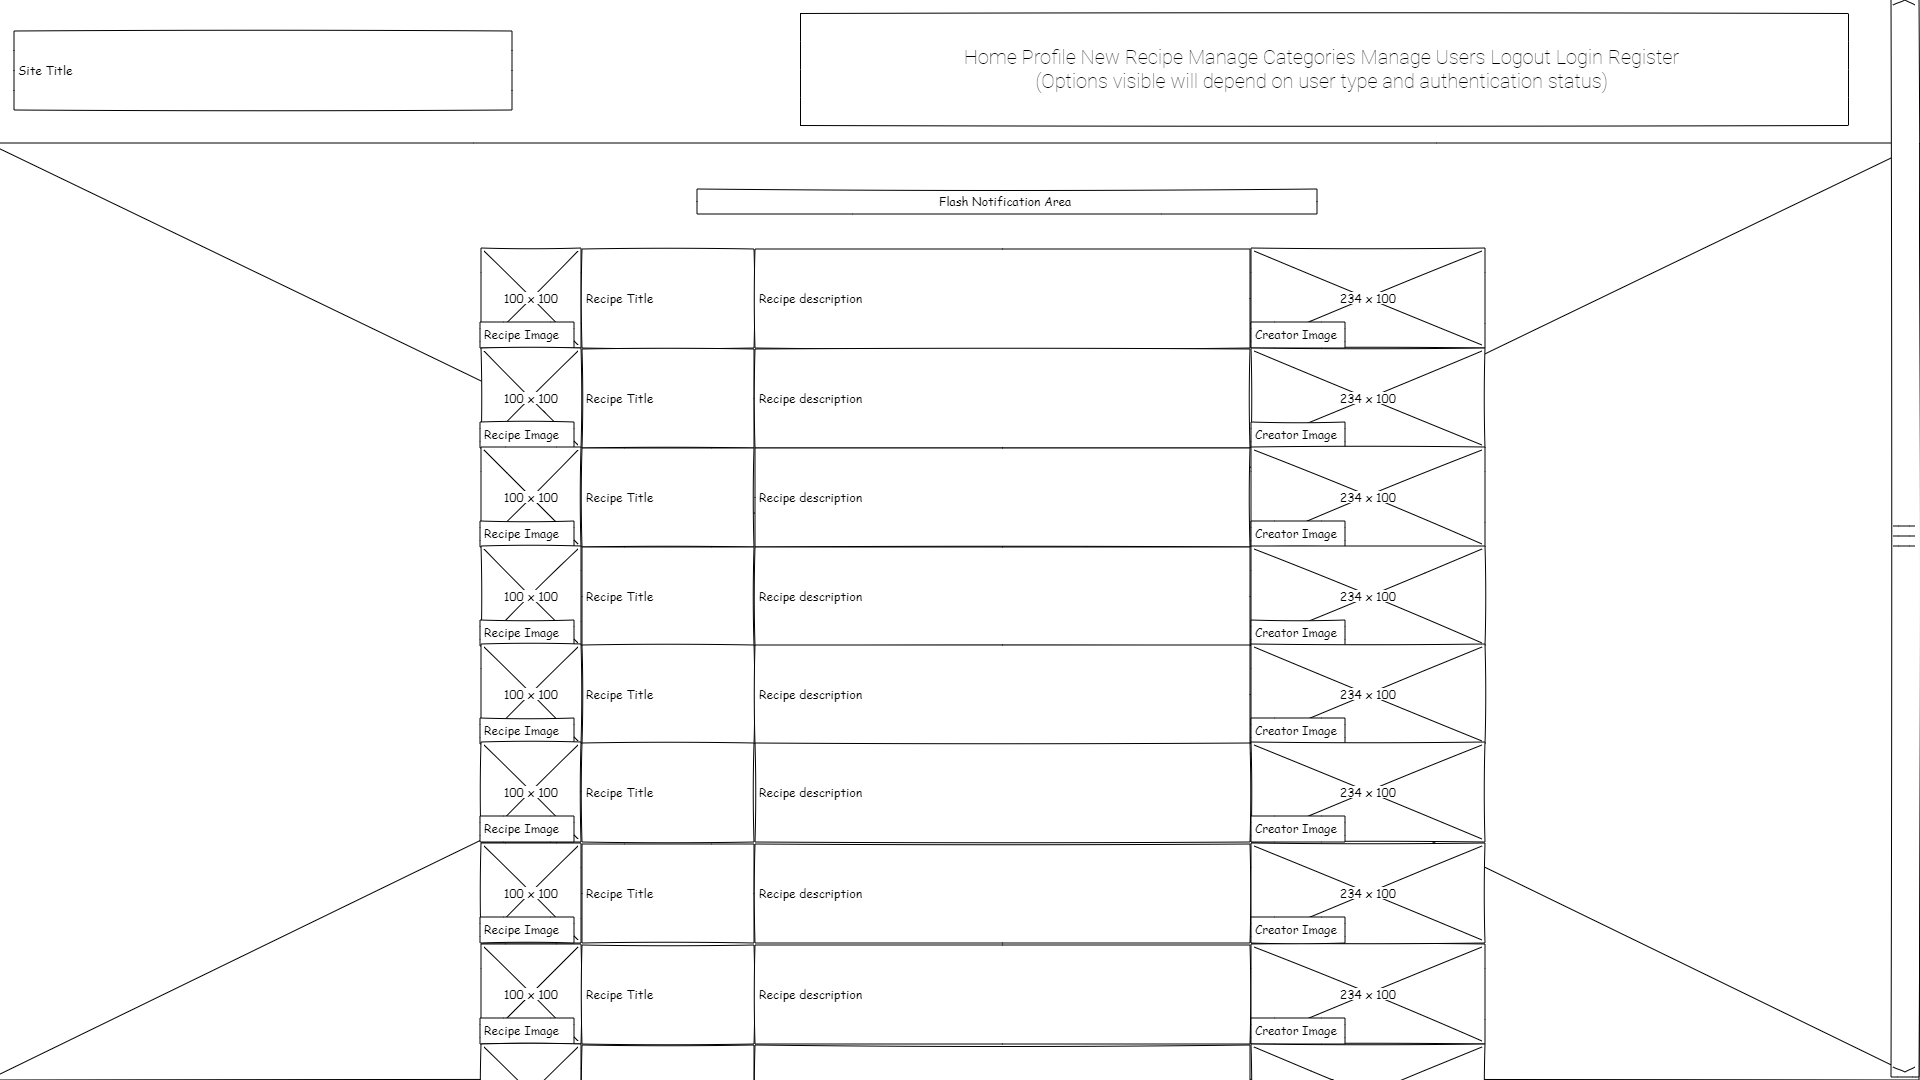 Site Title
Home Profile New Recipe Manage Categories Manage Users Logout Login Register
(Options visible will depend on user type and authentication status)
Flash Notification Area
100 x 100 Recipe Title Recipe description 234 x 100
Recipe Image Creator Image
100 x 100 Recipe Title Recipe description 234 x 100
Recipe Image Creator Image
100 x 100 Recipe Title Recipe description 234 x 100
Recipe Image Creator Image
100 x 100 Recipe Title Recipe description 234 x 100
Recipe Image Creator Image
100 x 100 Recipe Title Recipe description 234 x 100
Recipe Image Creator Image
100 x 100 Recipe Title Recipe description 234 x 100
Recipe Image Creator Image
100 x 100 Recipe Title Recipe description 234 x 100
Recipe Image Creator Image
100 x 100 Recipe Title Recipe description 234 x 100
Recipe Image Creator Image